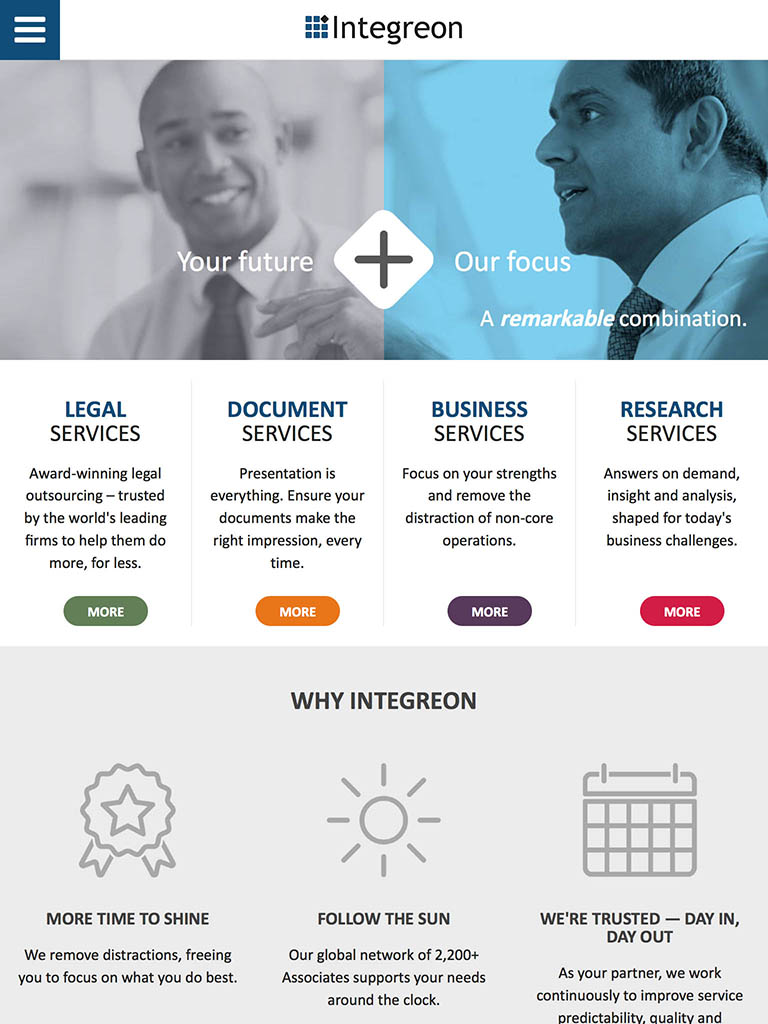 Integreon
Your future
Our focus
A remarkable combination.
LEGAL
SERVICES
Award-winning legal
outsourcing – trusted
by the world's leading
firms to help them do
more, for less.
MORE
DOCUMENT
SERVICES
Presentation is
everything. Ensure your
documents make the
right impression, every
time.
MORE
BUSINESS
SERVICES
Focus on your strengths
and remove the
distraction of non-core
operations.
MORE
RESEARCH
SERVICES
Answers on demand,
insight and analysis,
shaped for today's
business challenges.
MORE
WHY INTEGREON
MORE TIME TO SHINE
We remove distractions, freeing
you to focus on what you do best.
FOLLOW THE SUN
Our global network of 2,200+
Associates supports your needs
around the clock.
WE'RE TRUSTED — DAY IN,
DAY OUT
As your partner, we work
continuously to improve service
predictability, quality and